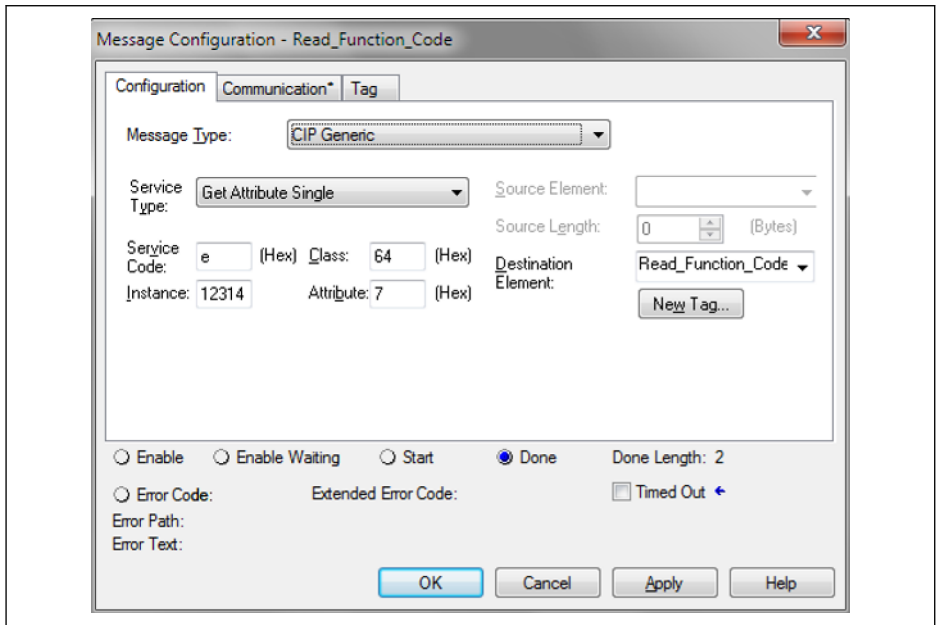 Message Configuration - Read_Function_Code
Configuration Communication* Tag
Message Type: CIP Generic
Service Type: Get Attribute Single
Source Element:
Source Length: 0 (Bytes)
Service Code: e (Hex) Class: 64 (Hex)
Destination Element: Read_Function_Code
Instance: 12314 Attribute: 7 (Hex)
New Tag...
Enable Enable Waiting Start Done Done Length: 2
Error Code: Extended Error Code: Timed Out
Error Path:
Error Text:
OK Cancel Apply Help